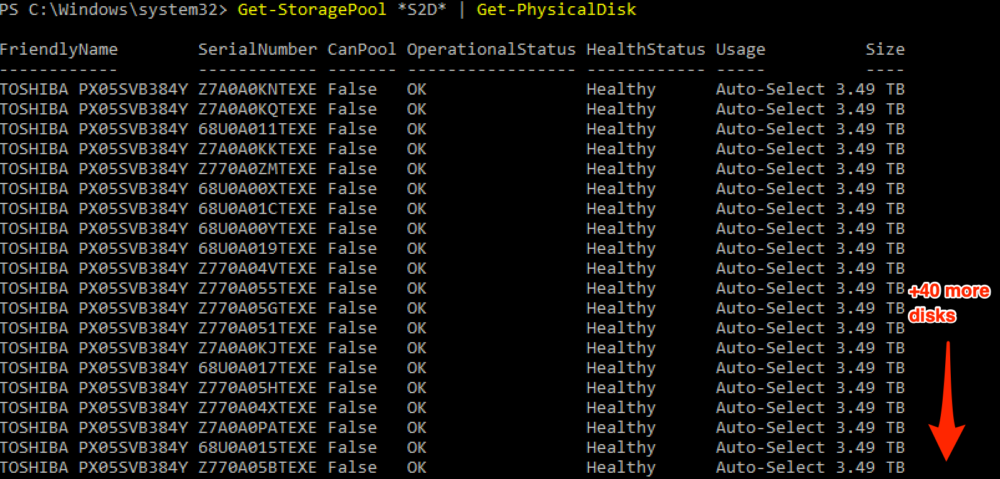 PS C:\Windows\system32> Get-StoragePool *S2D* | Get-PhysicalDisk
FriendlyName SerialNumber CanPool OperationalStatus HealthStatus Usage Size
------------ ------------ ------- ----------------- ------------ ----- ----
TOSHIBA PX05SVB384Y Z7A0A0KNTEXE False OK Healthy Auto-Select 3.49 TB
TOSHIBA PX05SVB384Y Z7A0A0KQTEXE False OK Healthy Auto-Select 3.49 TB
TOSHIBA PX05SVB384Y 68U0A011TEXE False OK Healthy Auto-Select 3.49 TB
TOSHIBA PX05SVB384Y Z7A0A0KKTEXE False OK Healthy Auto-Select 3.49 TB
TOSHIBA PX05SVB384Y Z770A0ZMTEXE False OK Healthy Auto-Select 3.49 TB
TOSHIBA PX05SVB384Y 68U0A00XTEXE False OK Healthy Auto-Select 3.49 TB
TOSHIBA PX05SVB384Y 68U0A01CTEXE False OK Healthy Auto-Select 3.49 TB
TOSHIBA PX05SVB384Y 68U0A00YTEXE False OK Healthy Auto-Select 3.49 TB
TOSHIBA PX05SVB384Y 68U0A019TEXE False OK Healthy Auto-Select 3.49 TB
TOSHIBA PX05SVB384Y Z770A04VTEXE False OK Healthy Auto-Select 3.49 TB
TOSHIBA PX05SVB384Y Z770A055TEXE False OK Healthy Auto-Select 3.49 TB
+40 more
TOSHIBA PX05SVB384Y Z770A05GTEXE False OK Healthy Auto-Select 3.49 TB
disks
TOSHIBA PX05SVB384Y Z770A051TEXE False OK Healthy Auto-Select 3.49 TB
TOSHIBA PX05SVB384Y Z7A0A0KJTEXE False OK Healthy Auto-Select 3.49 TB
TOSHIBA PX05SVB384Y 68U0A017TEXE False OK Healthy Auto-Select 3.49 TB
TOSHIBA PX05SVB384Y Z770A05HTEXE False OK Healthy Auto-Select 3.49 TB
TOSHIBA PX05SVB384Y Z770A04XTEXE False OK Healthy Auto-Select 3.49 TB
TOSHIBA PX05SVB384Y Z7A0A0PATEXE False OK Healthy Auto-Select 3.49 TB
TOSHIBA PX05SVB384Y 68U0A015TEXE False OK Healthy Auto-Select 3.49 TB
TOSHIBA PX05SVB384Y Z770A05BTEXE False OK Healthy Auto-Select 3.49 TB